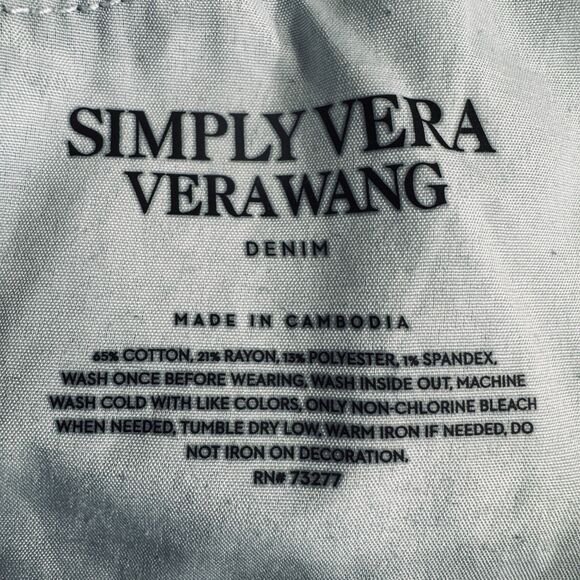 SIMPLY VERA
VERA WANG
DENIM
MADE IN CAMBODIA
65% COTTON, 21% RAYON, 13% POLYESTER, 1% SPANDEX,
WASH ONCE BEFORE WEARING, WASH INSIDE OUT, MACHINE
WASH COLD WITH LIKE COLORS, ONLY NON-CHLORINE BLEACH
WHEN NEEDED, TUMBLE DRY LOW, WARM IRON IF NEEDED, DO
NOT IRON ON DECORATION.
RN# 73277